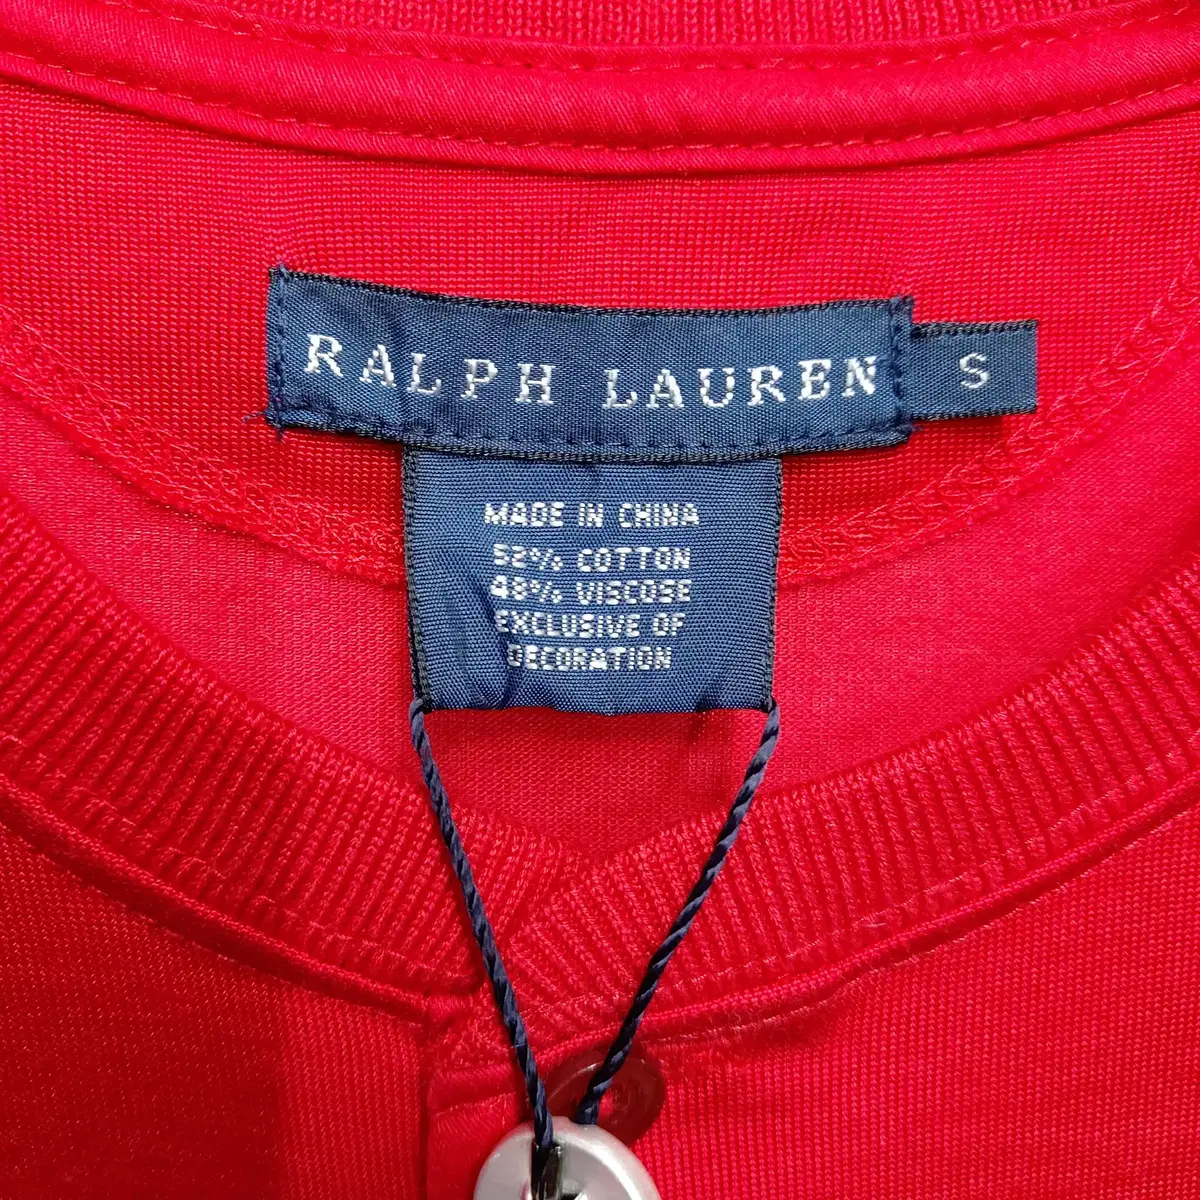 RALPH LAUREN S
MADE IN CHINA
52% COTTON
48% VISCOSE
EXCLUSIVE OF
DECORATION